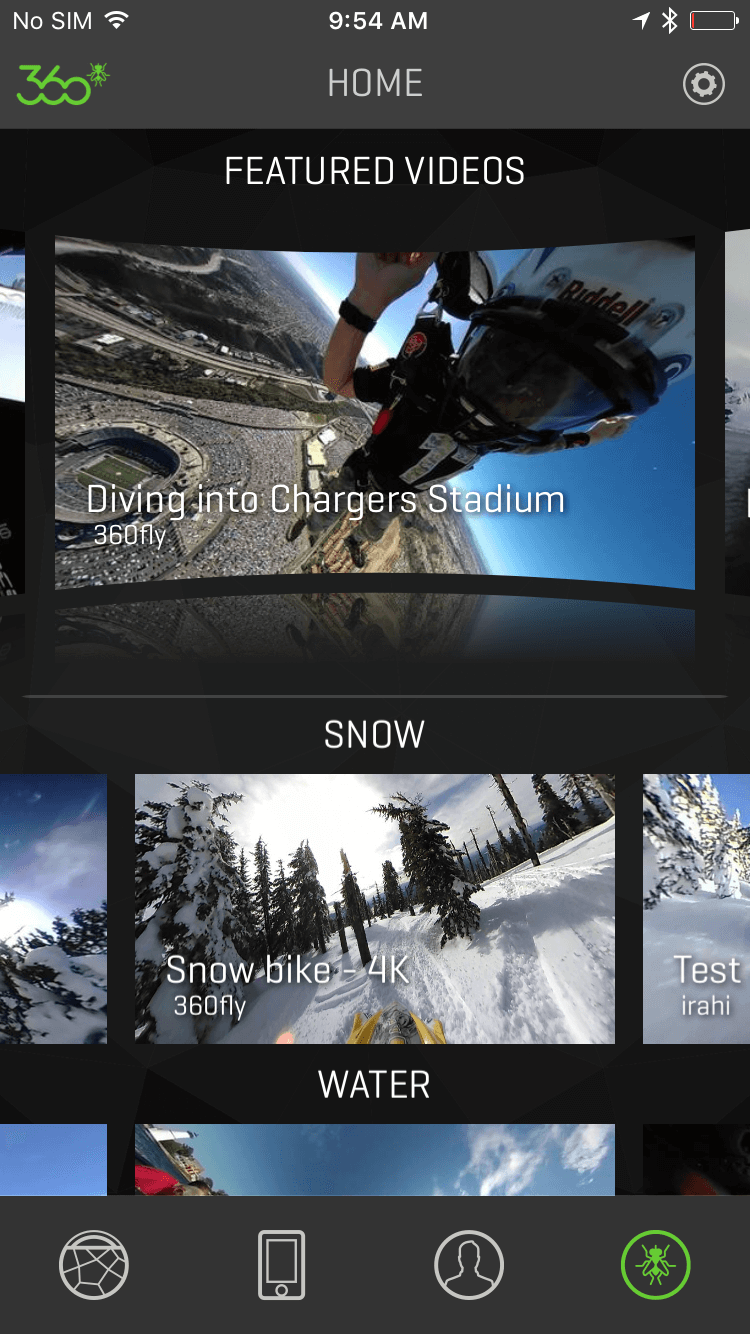 No SIM 9:54 AM
360
HOME
FEATURED VIDEOS
Riddell
Diving into Chargers Stadium
360fly
SNOW
Snow bike - 4K
360fly
Test
irahi
WATER